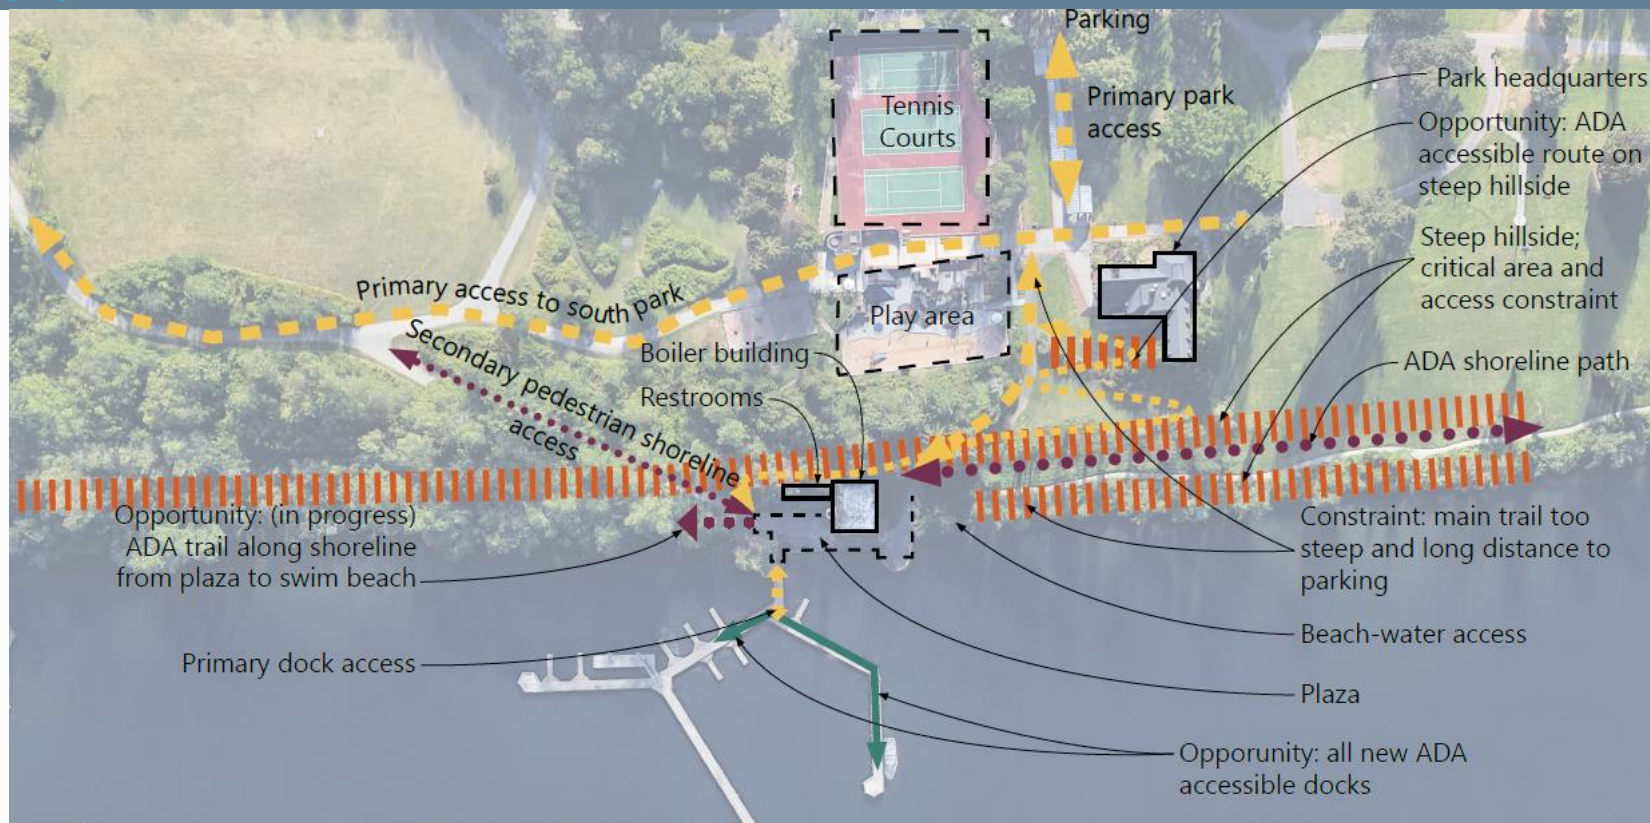 Parking
Park headquarters
Primary park
access
Tennis
Courts
Opportunity: ADA
accessible route on
steep hillside
Steep hillside;
critical area and
access constraint
Primary access to south park
Play area
Secondary pedestrian shoreline
access
Boiler building
Restrooms
ADA shoreline path
Opportunity: (in progress)
ADA trail along shoreline
from plaza to swim beach
Constraint: main trail too
steep and long distance to
parking
Beach-water access
Primary dock access
Plaza
Opporunity: all new ADA
accessible docks